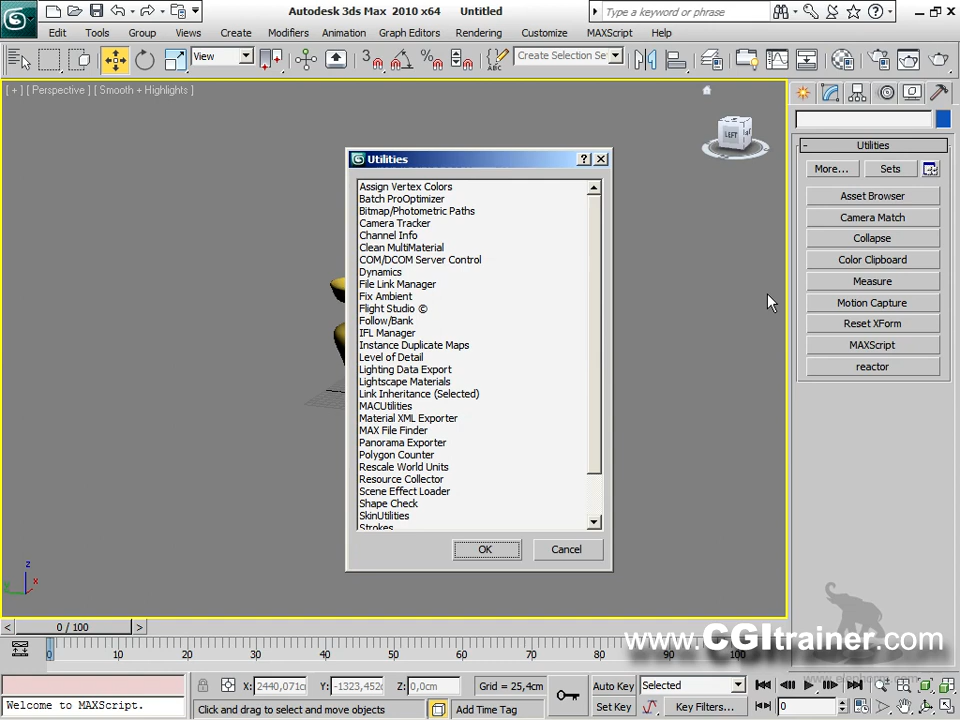 Autodesk 3ds Max 2010 x64 Untitled
Type a keyword or phrase
Edit Tools Group Views Create Modifiers Animation Graph Editors Rendering Customize MAXScript Help
View
Create Selection Se
[ + ] [ Perspective ] [ Smooth + Highlights ]
LEFT
Utilities
Utilities
More... Sets
Asset Browser
Camera Match
Collapse
Color Clipboard
Measure
Motion Capture
Reset XForm
MAXScript
reactor
Assign Vertex Colors
Batch ProOptimizer
Bitmap/Photometric Paths
Camera Tracker
Channel Info
Clean MultiMaterial
COM/DCOM Server Control
Dynamics
File Link Manager
Fix Ambient
Flight Studio ©
Follow/Bank
IFL Manager
Instance Duplicate Maps
Level of Detail
Lighting Data Export
Lightscape Materials
Link Inheritance (Selected)
MACUtilities
Material XML Exporter
MAX File Finder
Panorama Exporter
Polygon Counter
Rescale World Units
Resource Collector
Scene Effect Loader
Shape Check
SkinUtilities
Strokes
OK Cancel
z
x
< 0 / 100 >
0 10 20 30 40 50 60 70 80 90 100
www.CGItrainer.com
X: 2440,071c Y: -1323,452c Z: 0,0cm Grid = 25,4cm Auto Key Selected
Welcome to MAXScript. Click and drag to select and move objects Add Time Tag Set Key Key Filters... 0